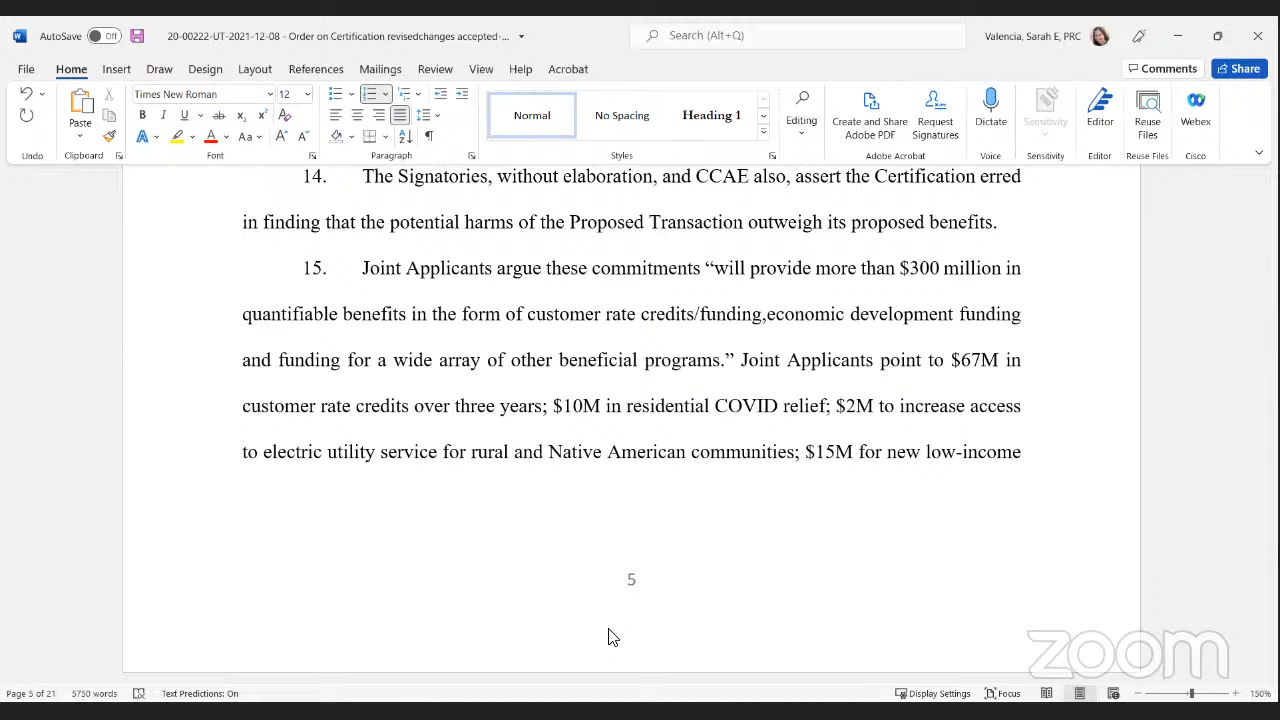 AutoSave Off 20-00222-UT-2021-12-08 - Order on Certification revisedchanges accepted-... Search (Alt+Q) Valencia, Sarah E, PRC
File Home Insert Draw Design Layout References Mailings Review View Help Acrobat Comments Share
Times New Roman 12
Paste
Normal No Spacing Heading 1
Editing
Create and Share Adobe PDF
Request Signatures
Dictate
Sensitivity
Editor
Reuse Files
Webex
Undo Clipboard Font Paragraph Styles Adobe Acrobat Voice Sensitivity Editor Reuse Files Cisco
14. The Signatories, without elaboration, and CCAE also, assert the Certification erred
in finding that the potential harms of the Proposed Transaction outweigh its proposed benefits.
15. Joint Applicants argue these commitments “will provide more than $300 million in
quantifiable benefits in the form of customer rate credits/funding,economic development funding
and funding for a wide array of other beneficial programs.” Joint Applicants point to $67M in
customer rate credits over three years; $10M in residential COVID relief; $2M to increase access
to electric utility service for rural and Native American communities; $15M for new low-income
5
zoom
Page 5 of 21 5750 words Text Predictions: On Display Settings Focus 150%